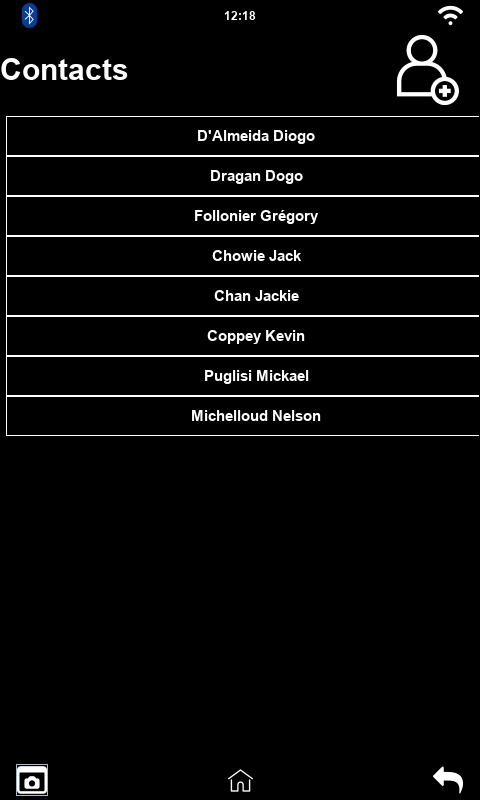 12:18
Contacts
D'Almeida Diogo
Dragan Dogo
Follonier Grégory
Chowie Jack
Chan Jackie
Coppey Kevin
Puglisi Mickael
Michelloud Nelson